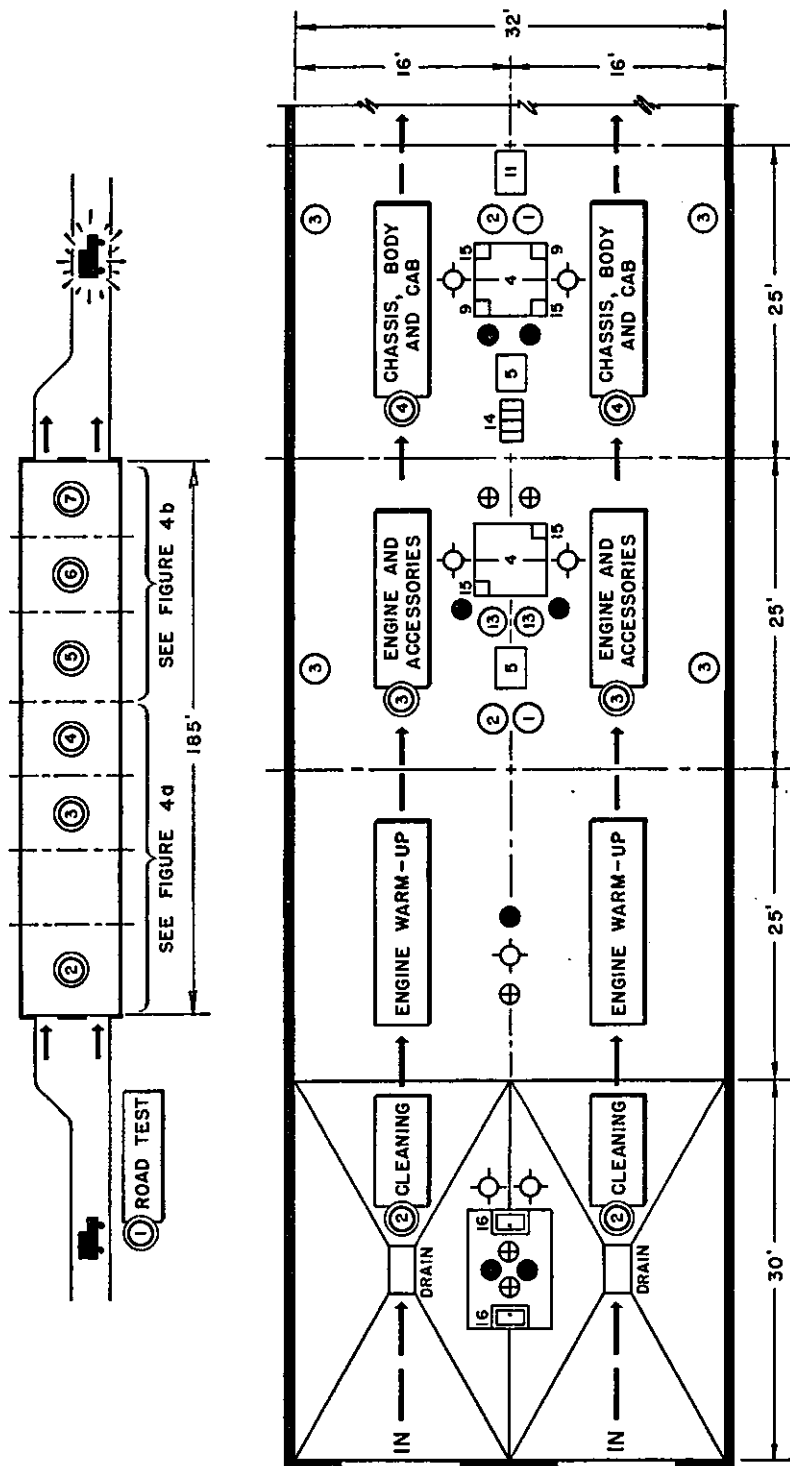 ① ROAD TEST
②
③
④
⑤
⑥
⑦
SEE FIGURE 4a
SEE FIGURE 4b
185'
IN
DRAIN
② CLEANING
ENGINE WARM-UP
③ ENGINE AND
ACCESSORIES
④ CHASSIS, BODY
AND CAB
③
③
16
16
2
1
5
13
13
15
4
15
14
5
9
15
4
15
9
2
1
11
IN
DRAIN
② CLEANING
ENGINE WARM-UP
③ ENGINE AND
ACCESSORIES
④ CHASSIS, BODY
AND CAB
③
③
30'
25'
25'
25'
16'
16'
32'